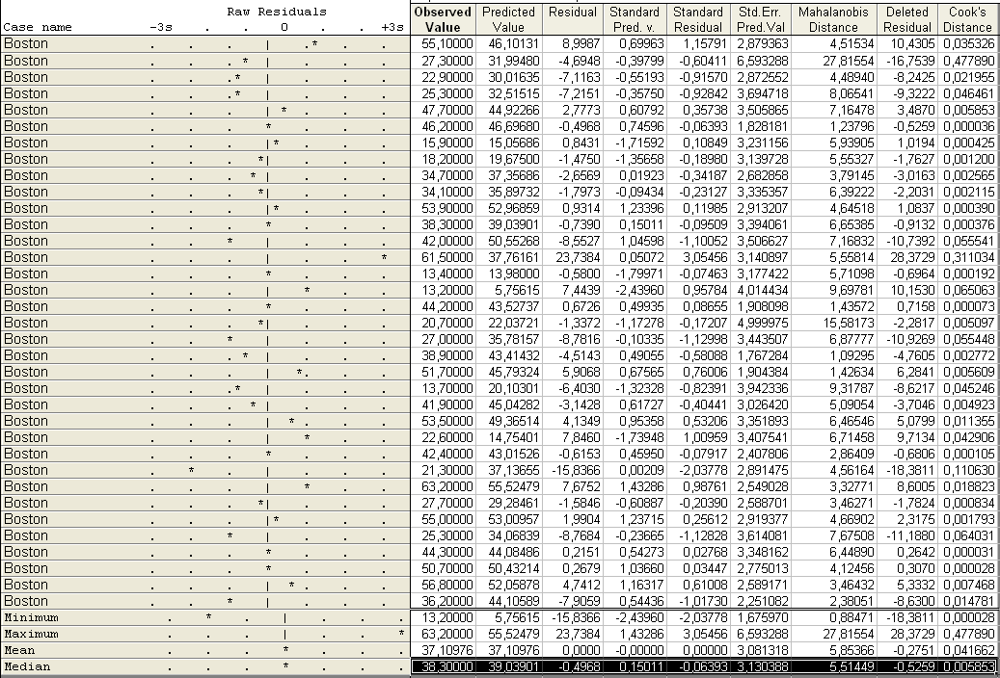 Raw Residuals
Case name -3s . . 0 . . +3s
Observed Value Predicted Value Residual Standard Pred. v. Standard Residual Std.Err. Pred.Val Mahalanobis Distance Deleted Residual Cook's Distance
Boston . . . | .* . . 55,10000 46,10131 8,9987 0,69963 1,15791 2,879363 4,51534 10,4305 0,035326
Boston . . . * | . . . 27,30000 31,99480 -4,6948 -0,39799 -0,60411 6,593288 27,81554 -16,7539 0,477890
Boston . . .* | . . . 22,90000 30,01635 -7,1163 -0,55193 -0,91570 2,872552 4,48940 -8,2425 0,021955
Boston . . .* | . . . 25,30000 32,51515 -7,2151 -0,35750 -0,92842 3,694718 8,06541 -9,3222 0,046461
Boston . . . | * . . . 47,70000 44,92266 2,7773 0,60792 0,35738 3,505865 7,16478 3,4870 0,005853
Boston . . . * . . . 46,20000 46,69680 -0,4968 0,74596 -0,06393 1,828181 1,23796 -0,5259 0,000036
Boston . . . |* . . . 15,90000 15,05686 0,8431 -1,71592 0,10849 3,231156 5,93905 1,0194 0,000425
Boston . . . *| . . . 18,20000 19,67500 -1,4750 -1,35658 -0,18980 3,139728 5,55327 -1,7627 0,001200
Boston . . . * | . . . 34,70000 37,35686 -2,6569 0,01923 -0,34187 2,682858 3,79145 -3,0163 0,002565
Boston . . . *| . . . 34,10000 35,89732 -1,7973 -0,09434 -0,23127 3,335357 6,39222 -2,2031 0,002115
Boston . . . |* . . . 53,90000 52,96859 0,9314 1,23396 0,11985 2,913207 4,64518 1,0837 0,000390
Boston . . . * . . . 38,30000 39,03901 -0,7390 0,15011 -0,09509 3,394061 6,65385 -0,9132 0,000376
Boston . . * | . . . 42,00000 50,55268 -8,5527 1,04598 -1,10052 3,506627 7,16832 -10,7392 0,055541
Boston . . . | . . * 61,50000 37,76161 23,7384 0,05072 3,05456 3,140897 5,55814 28,3729 0,311034
Boston . . . * . . . 13,40000 13,98000 -0,5800 -1,79971 -0,07463 3,177422 5,71098 -0,6964 0,000192
Boston . . . | * . . 13,20000 5,75615 7,4439 -2,43960 0,95784 4,014434 9,69781 10,1530 0,065063
Boston . . . * . . . 44,20000 43,52737 0,6726 0,49935 0,08655 1,908098 1,43572 0,7158 0,000073
Boston . . . *| . . . 20,70000 22,03721 -1,3372 -1,17278 -0,17207 4,999975 15,58173 -2,2817 0,005097
Boston . . * | . . . 27,00000 35,78157 -8,7816 -0,10335 -1,12998 3,443507 6,87777 -10,9269 0,055448
Boston . . . * | . . . 38,90000 43,41432 -4,5143 0,49055 -0,58088 1,767284 1,09295 -4,7605 0,002772
Boston . . . | *. . . 51,70000 45,79324 5,9068 0,67565 0,76006 1,904384 1,42634 6,2841 0,005609
Boston . . .* | . . . 13,70000 20,10301 -6,4030 -1,32328 -0,82391 3,942336 9,31787 -8,6217 0,045246
Boston . . . * | . . . 41,90000 45,04282 -3,1428 0,61727 -0,40441 3,026420 5,09054 -3,7046 0,004923
Boston . . . | * . . . 53,50000 49,36514 4,1349 0,95358 0,53206 3,351893 6,46546 5,0799 0,011355
Boston . . . | * . . 22,60000 14,75401 7,8460 -1,73948 1,00959 3,407541 6,71458 9,7134 0,042906
Boston . . . * . . . 42,40000 43,01526 -0,6153 0,45950 -0,07917 2,407806 2,86409 -0,6806 0,000105
Boston . * . | . . . 21,30000 37,13655 -15,8366 0,00209 -2,03778 2,891475 4,56164 -18,3811 0,110630
Boston . . . | * . . 63,20000 55,52479 7,6752 1,43286 0,98761 2,549028 3,32771 8,6005 0,018823
Boston . . . *| . . . 27,70000 29,28461 -1,5846 -0,60887 -0,20390 2,588701 3,46271 -1,7824 0,000834
Boston . . . |* . . . 55,00000 53,00957 1,9904 1,23715 0,25612 2,919377 4,66902 2,3175 0,001793
Boston . . * | . . . 25,30000 34,06839 -8,7684 -0,23665 -1,12828 3,614081 7,67508 -11,1880 0,064031
Boston . . . * . . . 44,30000 44,08486 0,2151 0,54273 0,02768 3,348162 6,44890 0,2642 0,000031
Boston . . . * . . . 50,70000 50,43214 0,2679 1,03660 0,03447 2,775013 4,12456 0,3070 0,000028
Boston . . . | * . . . 56,80000 52,05878 4,7412 1,16317 0,61008 2,589171 3,46432 5,3332 0,007468
Boston . . * | . . . 36,20000 44,10589 -7,9059 0,54436 -1,01730 2,251082 2,38051 -8,6300 0,014781
Minimum . * . | . . . 13,20000 5,75615 -15,8366 -2,43960 -2,03778 1,675970 0,88471 -18,3811 0,000028
Maximum . . . | . . * 63,20000 55,52479 23,7384 1,43286 3,05456 6,593288 27,81554 28,3729 0,477890
Mean . . . * . . . 37,10976 37,10976 0,0000 -0,00000 0,00000 3,081318 5,85366 -0,2751 0,041662
Median . . . * . . . 38,30000 39,03901 -0,4968 0,15011 -0,06393 3,130388 5,51449 -0,5259 0,005853